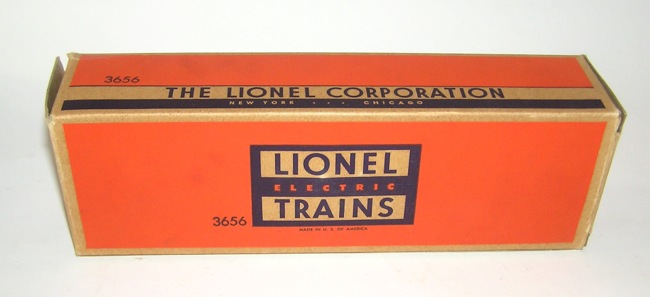 3656
THE LIONEL CORPORATION
NEW YORK . . . CHICAGO
LIONEL
ELECTRIC
TRAINS
3656
MADE IN U. S. OF AMERICA